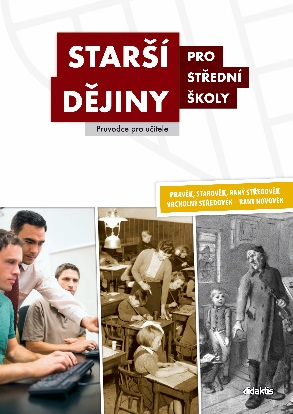 STARŠÍ
DĚJINY
PRO
STŘEDNÍ
ŠKOLY
Průvodce pro učitele
PRAVĚK, STAROVĚK, RANÝ STŘEDOVĚK
VRCHOLNÝ STŘEDOVĚK – RANÝ NOVOVĚK
didaktis